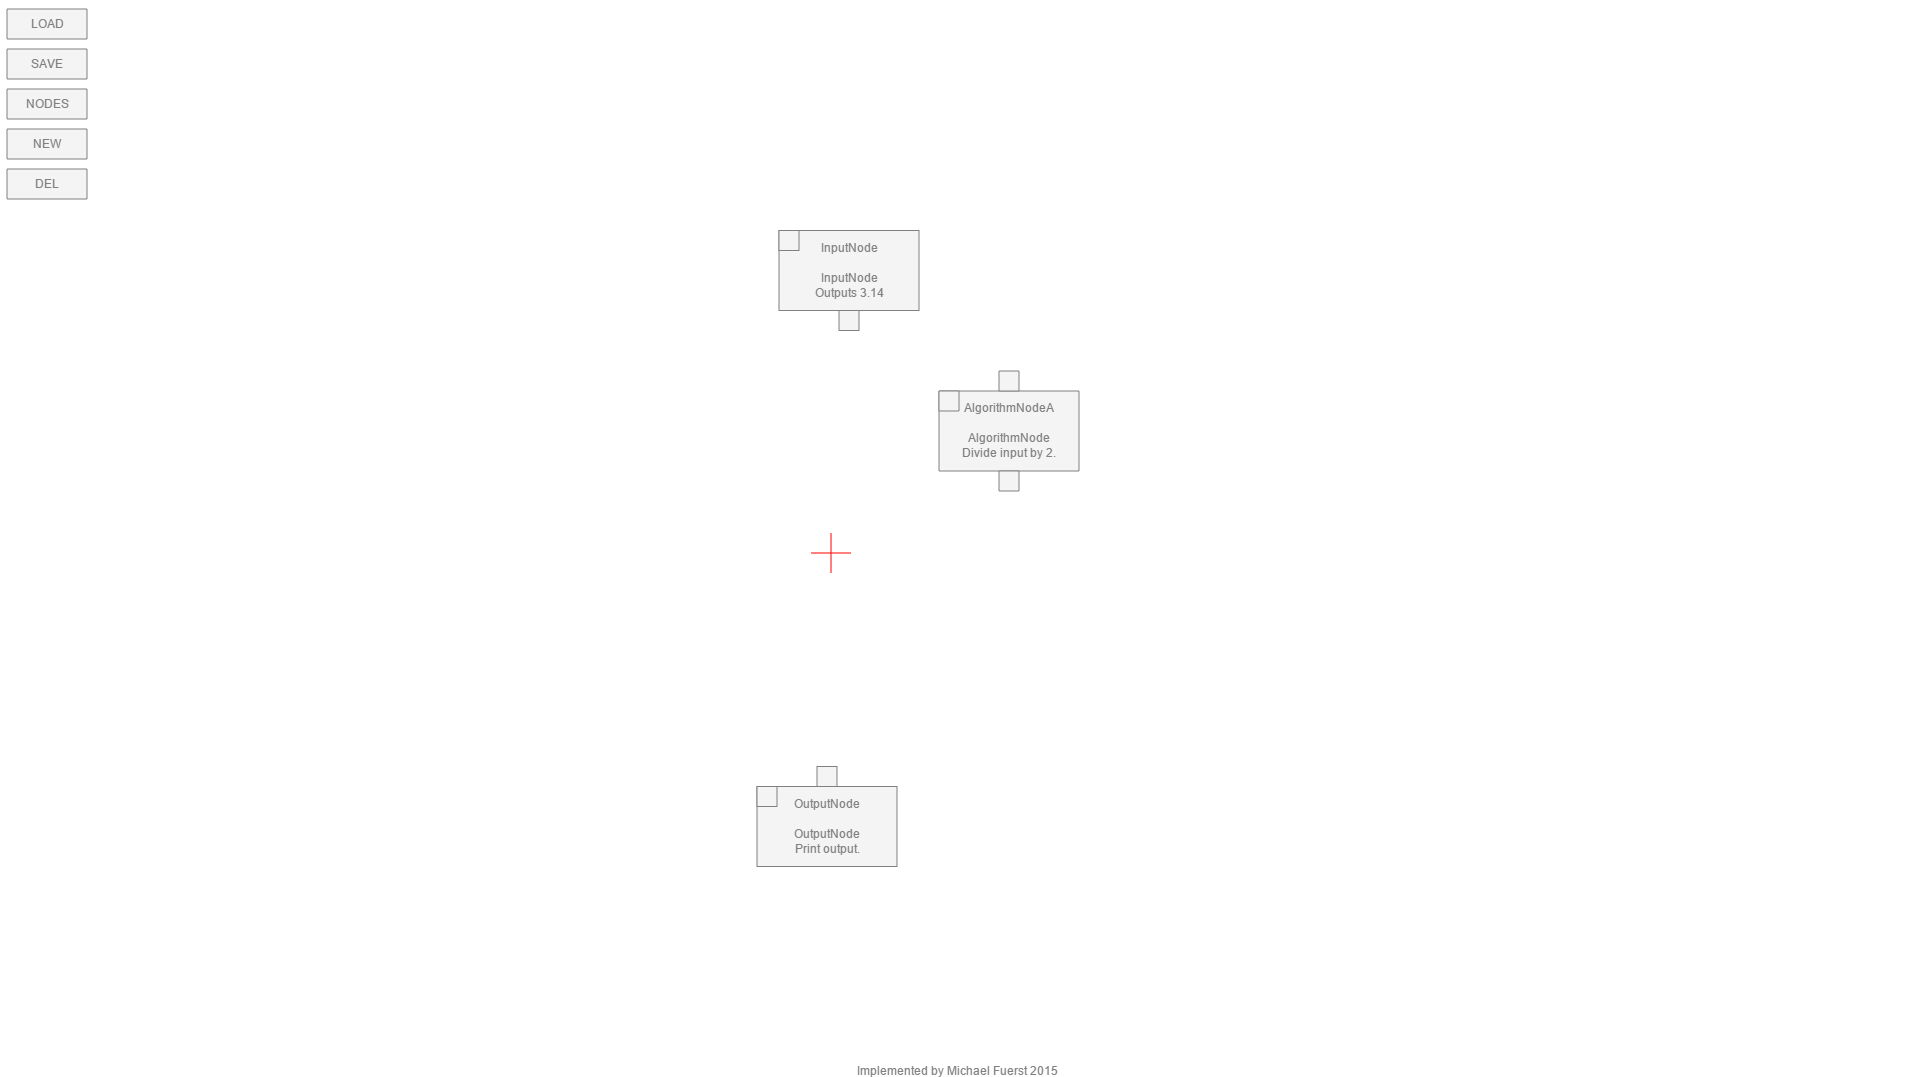 LOAD
SAVE
NODES
NEW
DEL
InputNode
InputNode
Outputs 3.14
AlgorithmNodeA
AlgorithmNode
Divide input by 2.
OutputNode
OutputNode
Print output.
Implemented by Michael Fuerst 2015